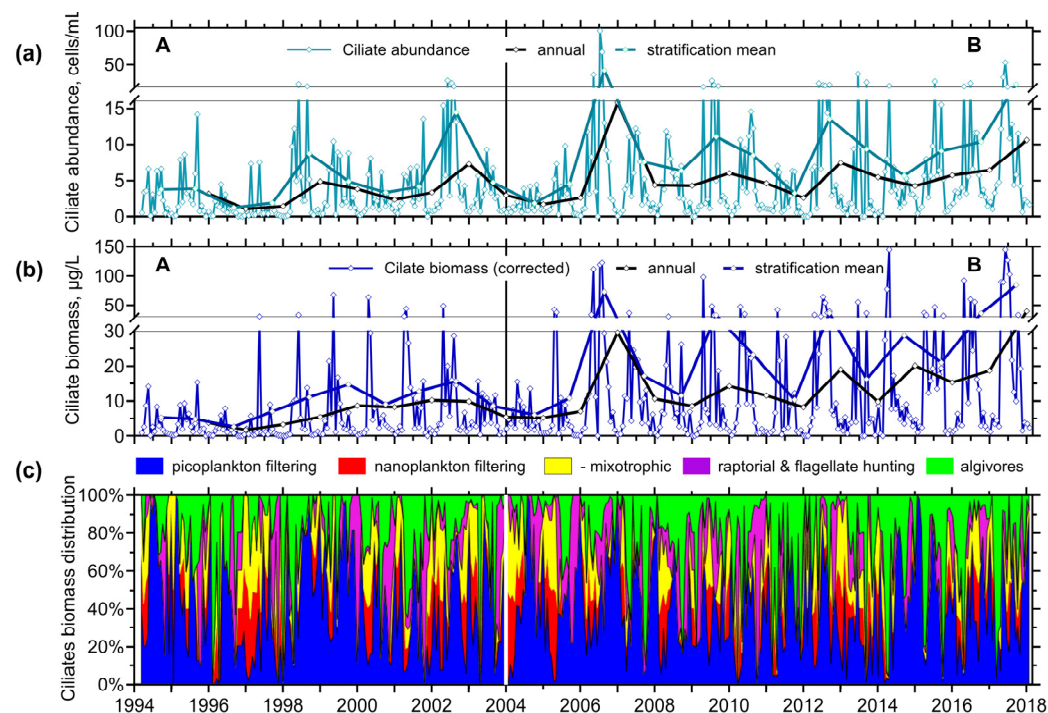 (a)
Ciliate abundance, cells/mL
100
50
15
10
5
0
A
B
Ciliate abundance
annual
stratification mean
(b)
Ciliate biomass, µg/L
150
100
50
30
20
10
0
A
B
Cilate biomass (corrected)
annual
stratification mean
(c)
picoplankton filtering
nanoplankton filtering
- mixotrophic
raptorial & flagellate hunting
algivores
Ciliates biomass distribution
100%
80%
60%
40%
20%
0%
1994 1996 1998 2000 2002 2004 2006 2008 2010 2012 2014 2016 2018